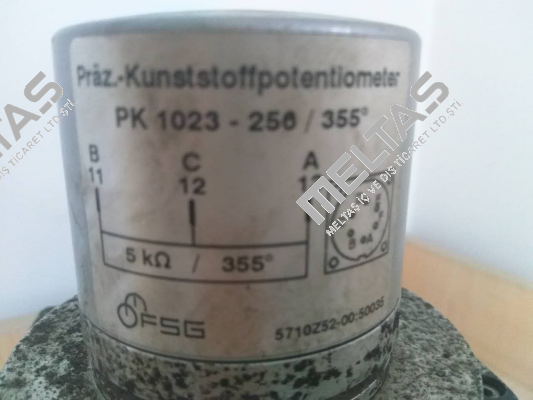 Präz.-Kunststoffpotentiometer
PK 1023 - 256 / 355°
B C A
11 12
5 kΩ / 355°
FSG
5710Z52-00.50035
MELTAS
MELTAŞ İÇ VE DIŞ TİCARET LTD ŞTİ